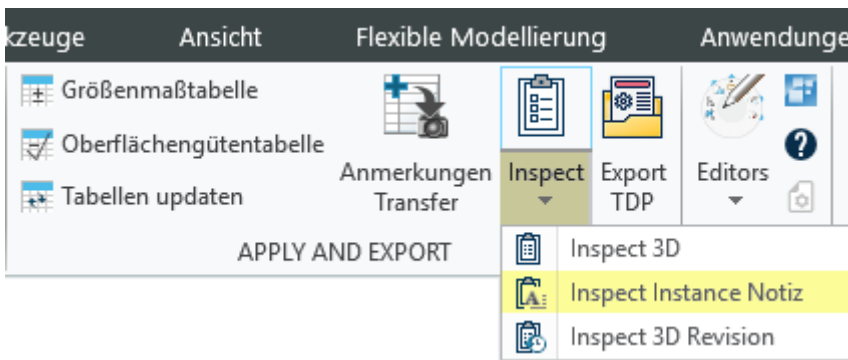 kzeuge Ansicht Flexible Modellierung Anwendunge
Größenmaßtabelle
Oberflächengütentabelle
Tabellen updaten
Anmerkungen
Transfer
Inspect
Export
TDP
Editors
APPLY AND EXPORT
Inspect 3D
Inspect Instance Notiz
Inspect 3D Revision